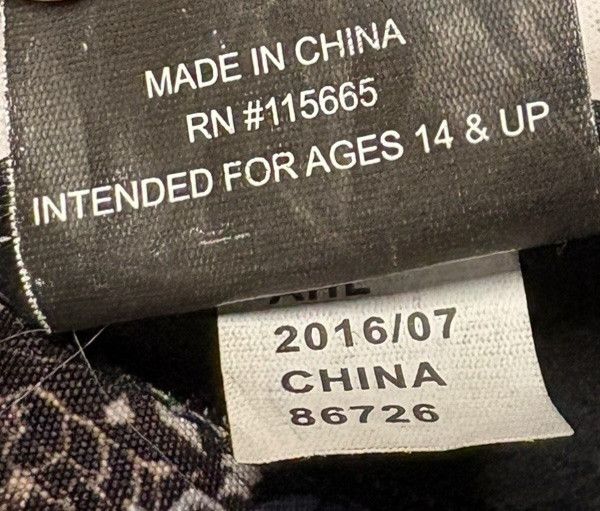 MADE IN CHINA
RN #115665
INTENDED FOR AGES 14 & UP
2016/07
CHINA
86726